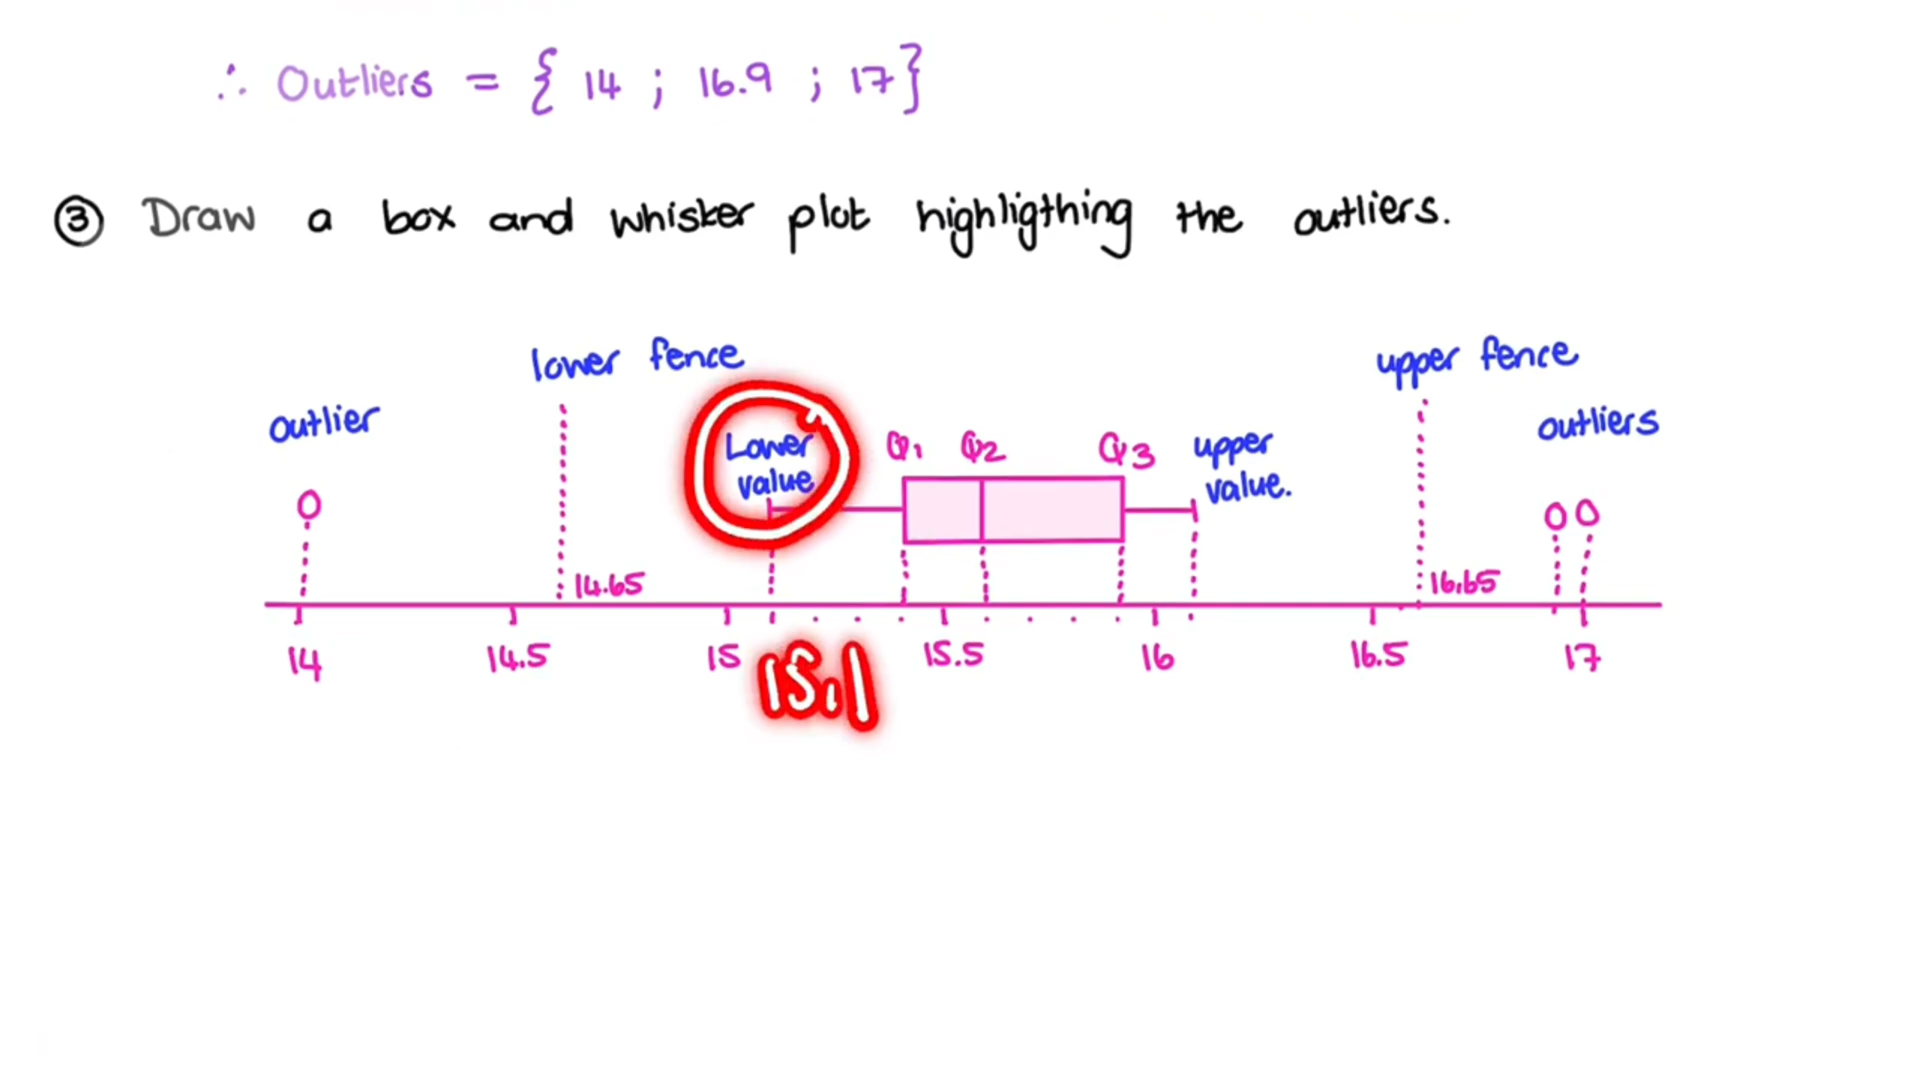 ∴ Outliers = { 14 ; 16.9 ; 17}
③ Draw a box and whisker plot highligthing the outliers.
lower fence
upper fence
outlier
outliers
Lower
value
Q1
Q2
Q3
upper
value.
14.65
16.65
14
14.5
15
15.5
16
16.5
17
15,1